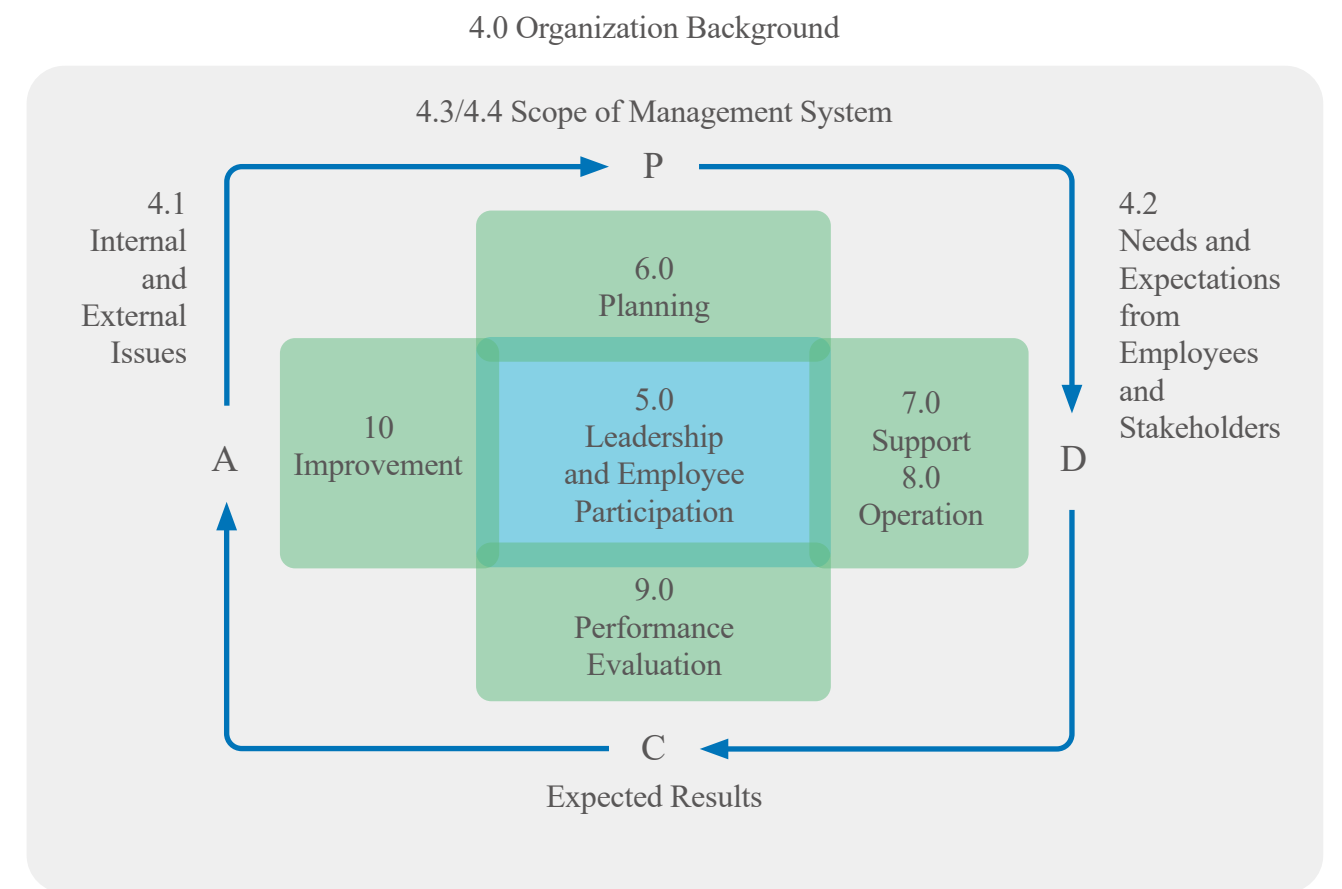 4.0 Organization Background
4.3/4.4 Scope of Management System
P
4.1
Internal
and
External
Issues
4.2
Needs and
Expectations
from
Employees
and
Stakeholders
6.0
Planning
10
Improvement
5.0
Leadership
and Employee
Participation
7.0
Support
8.0
Operation
A
D
9.0
Performance
Evaluation
C
Expected Results